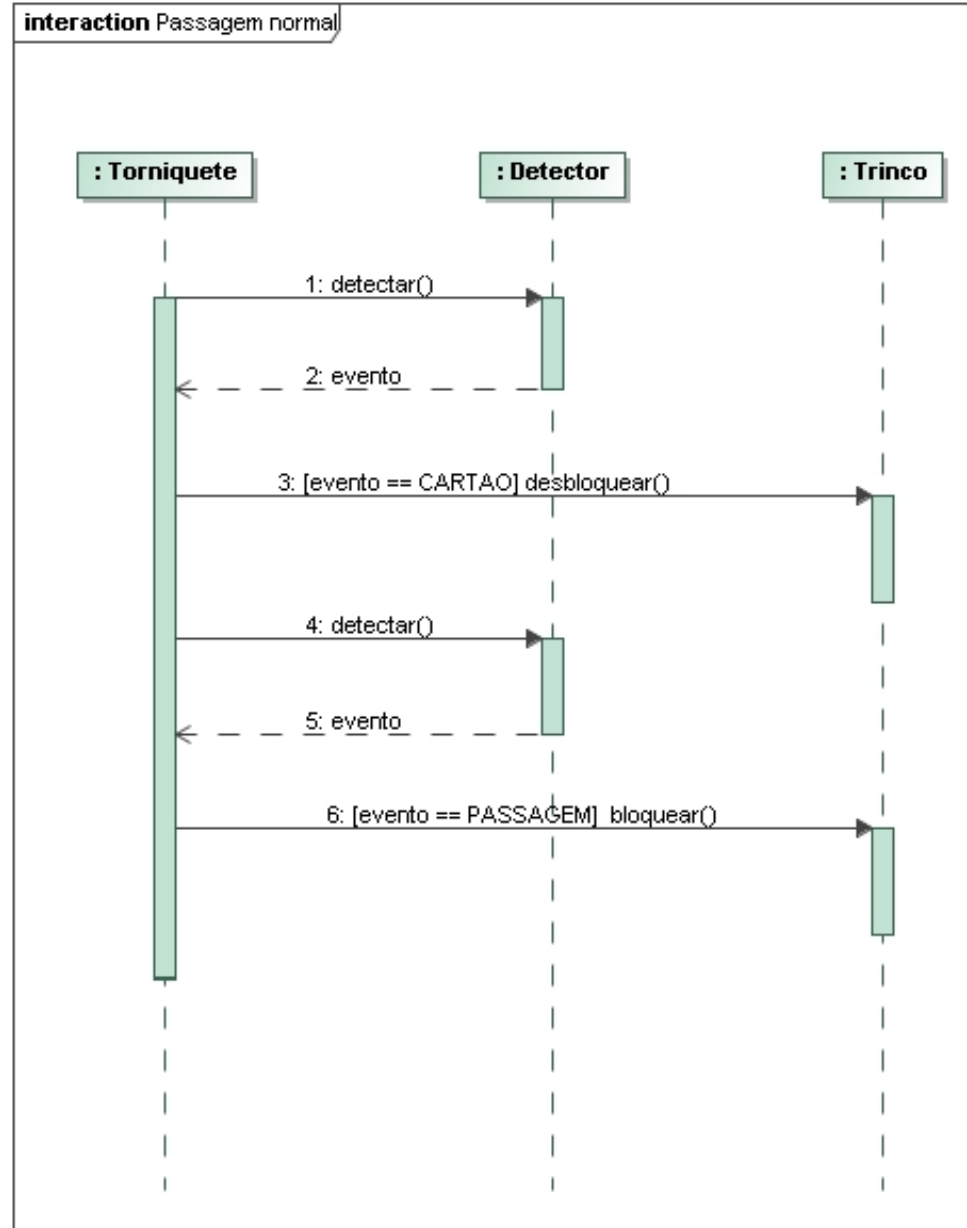 interaction Passagem normal
: Torniquete
: Detector
: Trinco
1: detectar()
2: evento
3: [evento == CARTAO] desbloquear()
4: detectar()
5: evento
6: [evento == PASSAGEM] bloquear()